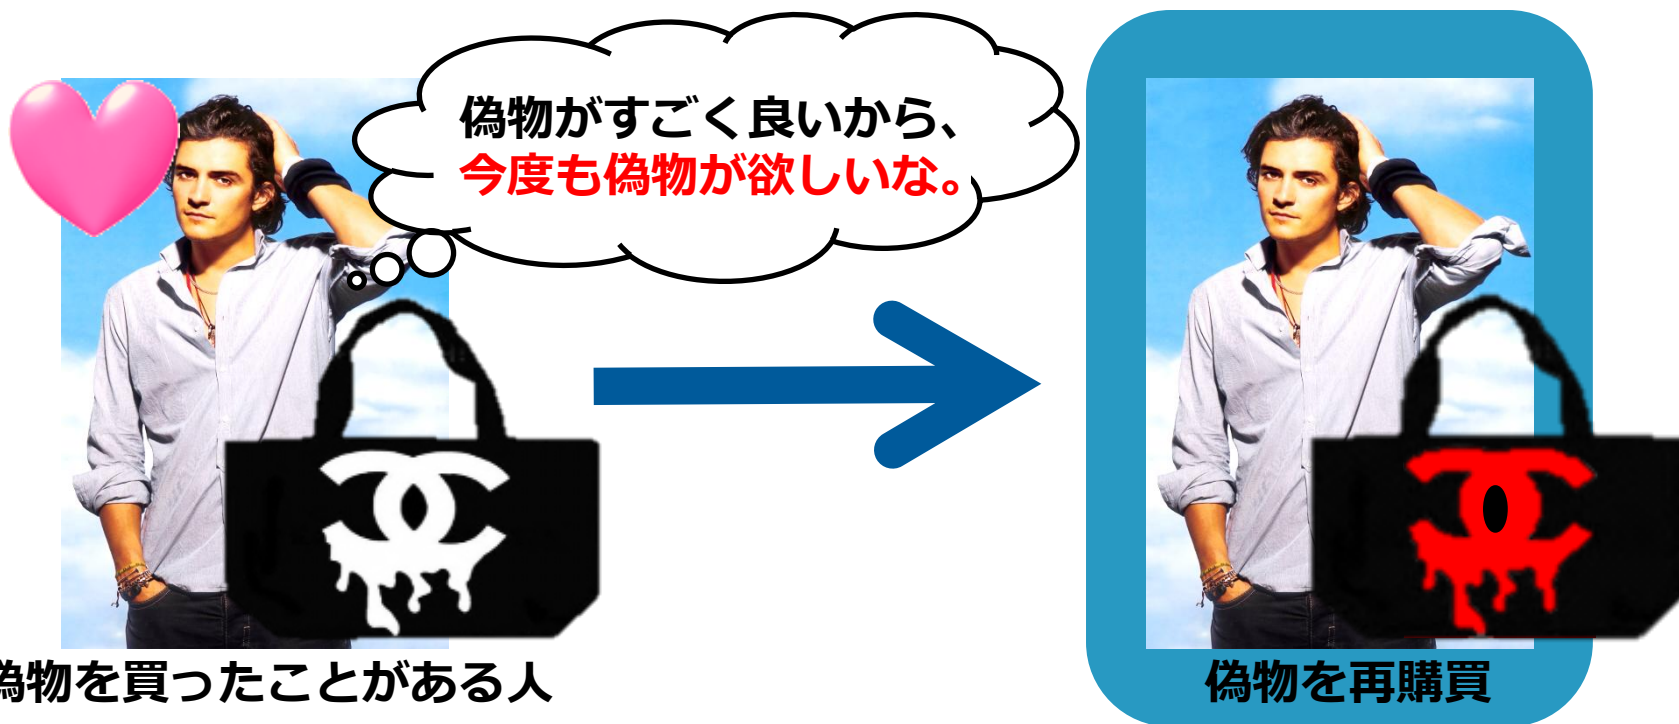 偽物がすごく良いから、
今度も偽物が欲しいな。
偽物を買ったことがある人
偽物を再購買